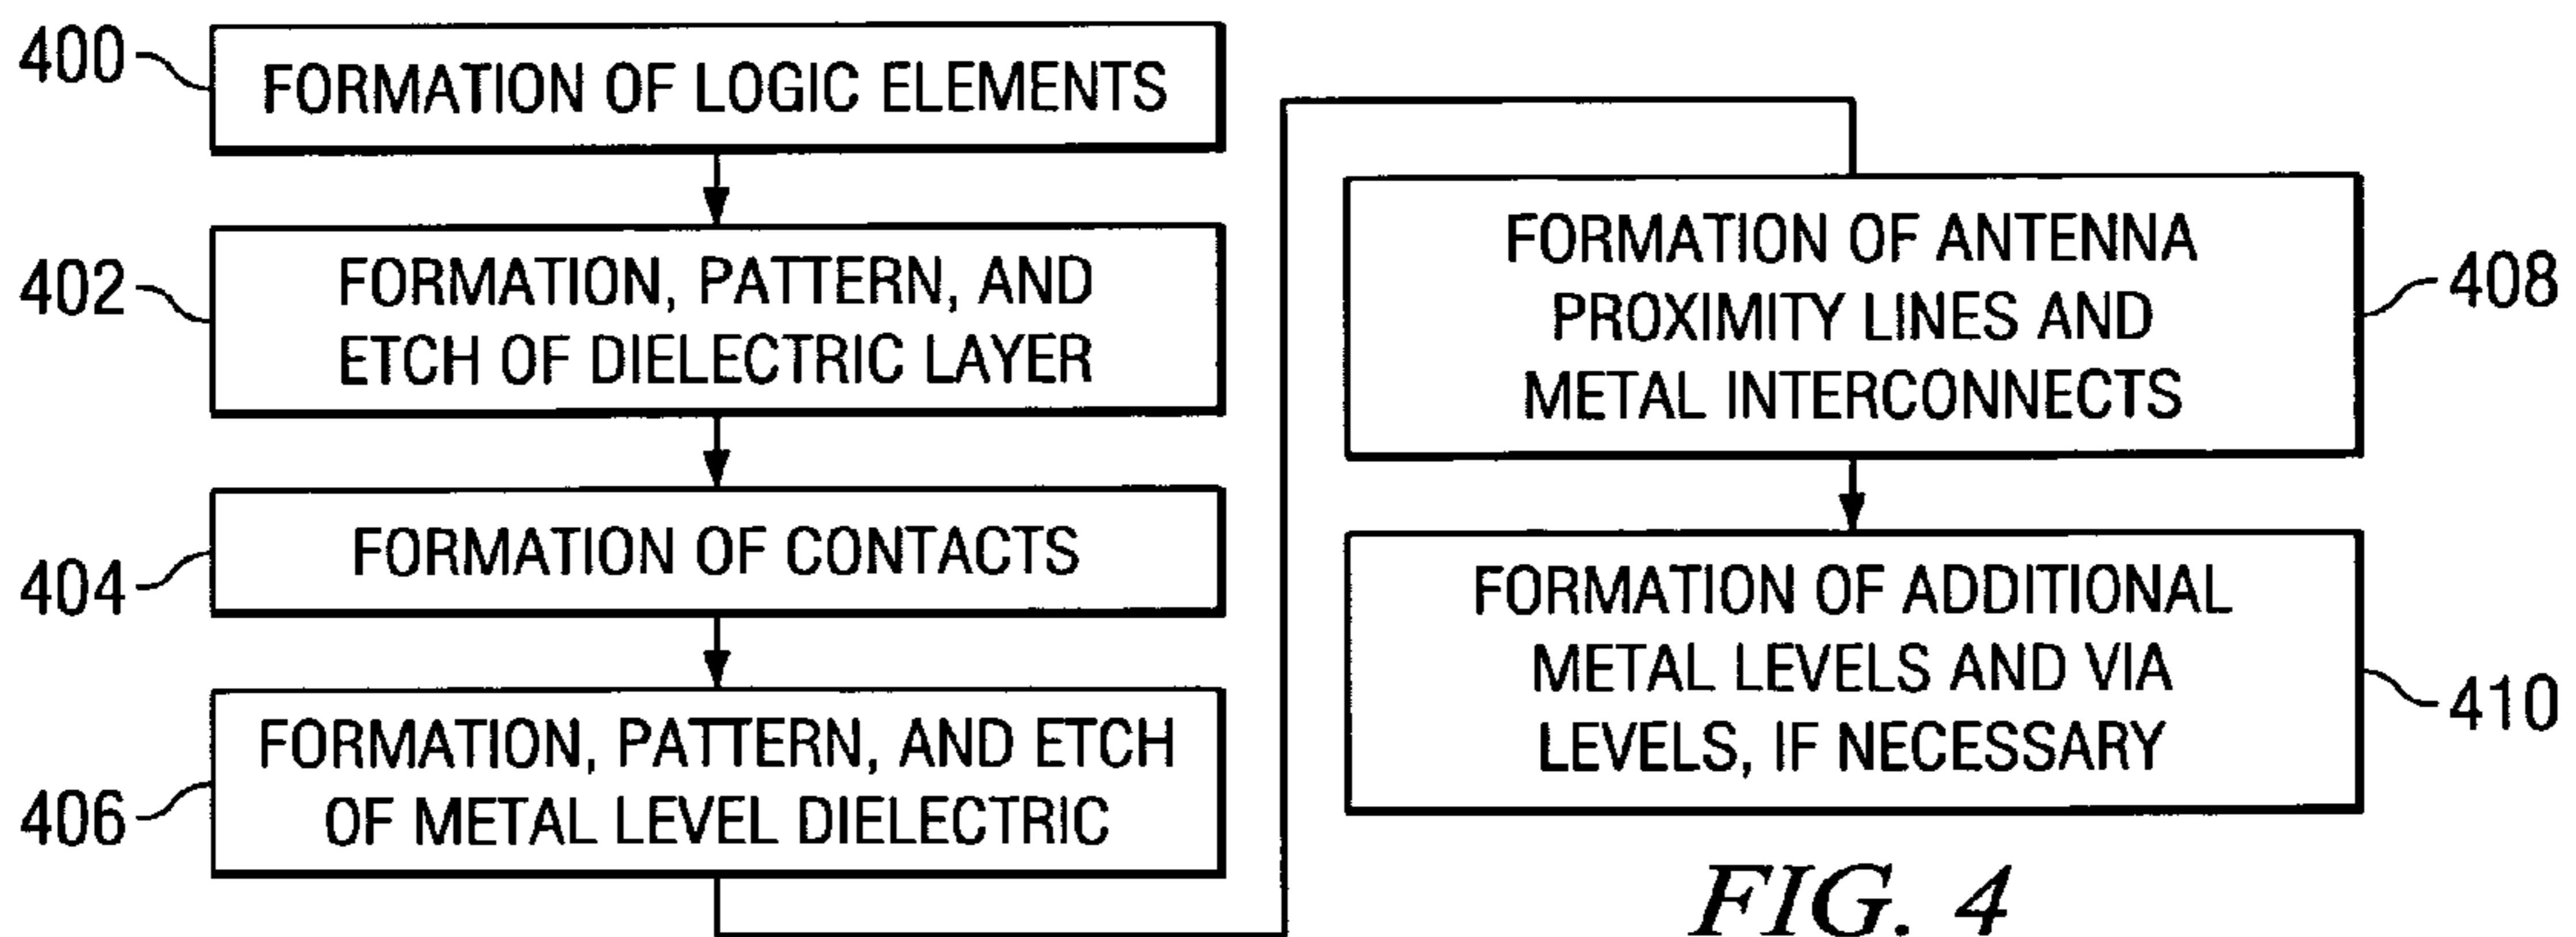 400
FORMATION OF LOGIC ELEMENTS
402
FORMATION, PATTERN, AND
ETCH OF DIELECTRIC LAYER
404
FORMATION OF CONTACTS
406
FORMATION, PATTERN, AND ETCH
OF METAL LEVEL DIELECTRIC
FORMATION OF ANTENNA
PROXIMITY LINES AND
METAL INTERCONNECTS
408
FORMATION OF ADDITIONAL
METAL LEVELS AND VIA
LEVELS, IF NECESSARY
410
FIG. 4